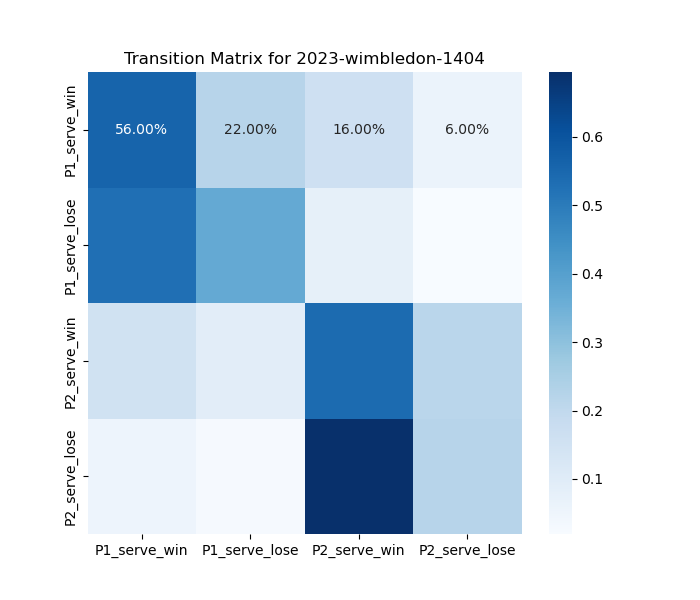 Transition Matrix for 2023-wimbledon-1404
P1_serve_win
56.00% 22.00% 16.00% 6.00%
P1_serve_lose
P2_serve_win
P2_serve_lose
P1_serve_win P1_serve_lose P2_serve_win P2_serve_lose
0.6
0.5
0.4
0.3
0.2
0.1